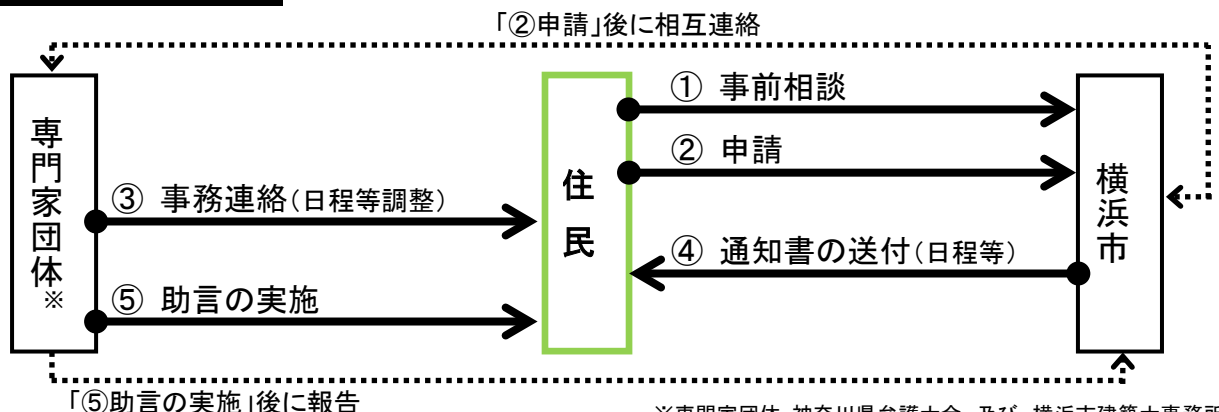 「②申請」後に相互連絡
① 事前相談
② 申請
③ 事務連絡(日程等調整)
④ 通知書の送付(日程等)
⑤ 助言の実施
専門家団体※
住民
横浜市
「⑤助言の実施」後に報告